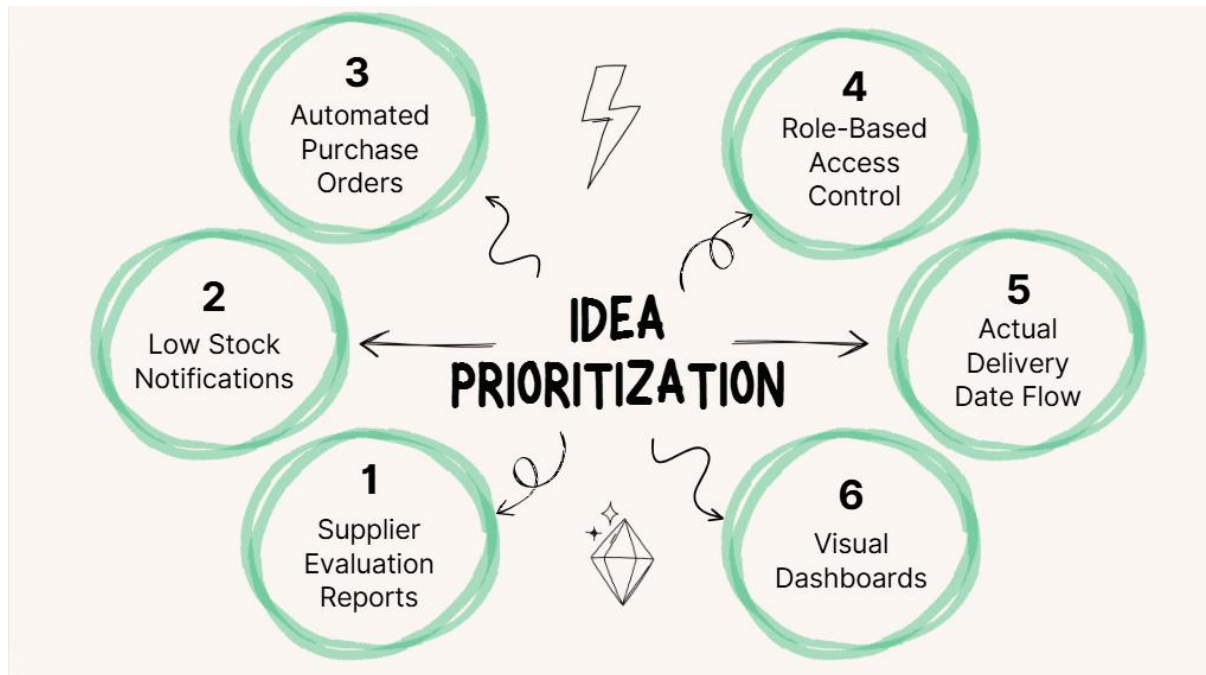 3
Automated
Purchase
Orders
4
Role-Based
Access
Control
2
Low Stock
Notifications
IDEA
PRIORITIZATION
5
Actual
Delivery
Date Flow
1
Supplier
Evaluation
Reports
6
Visual
Dashboards